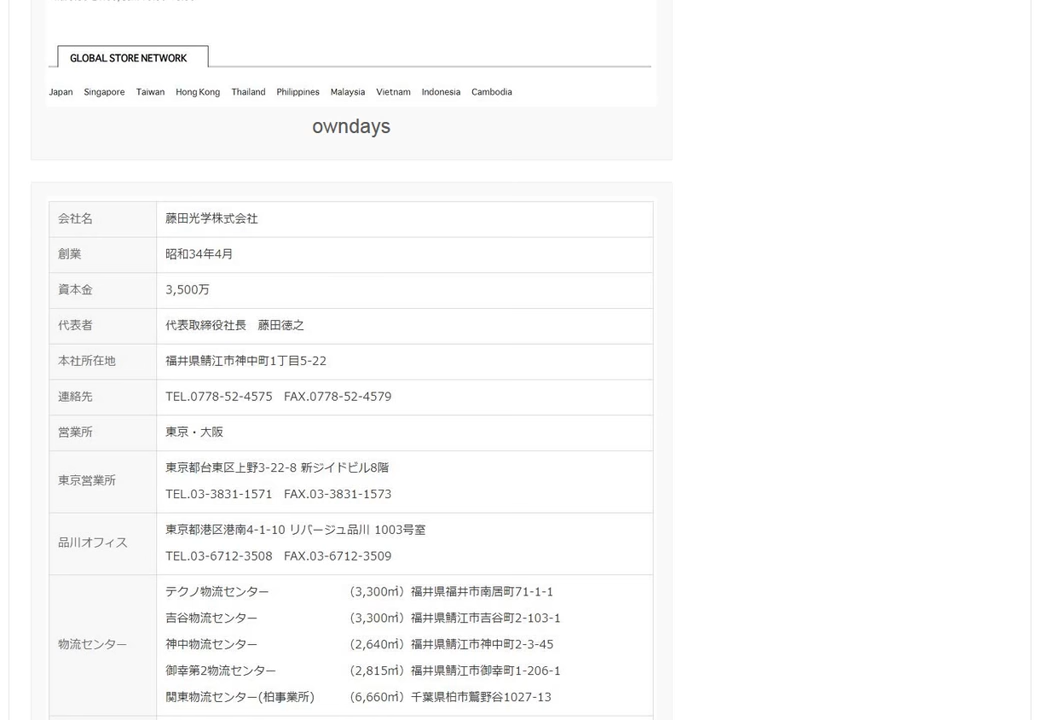 GLOBAL STORE NETWORK
Japan Singapore Taiwan Hong Kong Thailand Philippines Malaysia Vietnam Indonesia Cambodia
owndays
会社名 藤田光学株式会社
創業 昭和34年4月
資本金 3,500万
代表者 代表取締役社長 藤田徳之
本社所在地 福井県鯖江市神中町1丁目5-22
連絡先 TEL.0778-52-4575 FAX.0778-52-4579
営業所 東京・大阪
東京営業所 東京都台東区上野3-22-8 新ジイドビル8階
TEL.03-3831-1571 FAX.03-3831-1573
品川オフィス 東京都港区港南4-1-10 リバージュ品川 1003号室
TEL.03-6712-3508 FAX.03-6712-3509
物流センター テクノ物流センター (3,300㎡) 福井県福井市南居町71-1-1
吉谷物流センター (3,300㎡) 福井県鯖江市吉谷町2-103-1
神中物流センター (2,640㎡) 福井県鯖江市神中町2-3-45
御幸第2物流センター (2,815㎡) 福井県鯖江市御幸町1-206-1
関東物流センター(柏事業所) (6,660㎡) 千葉県柏市鷲野谷1027-13